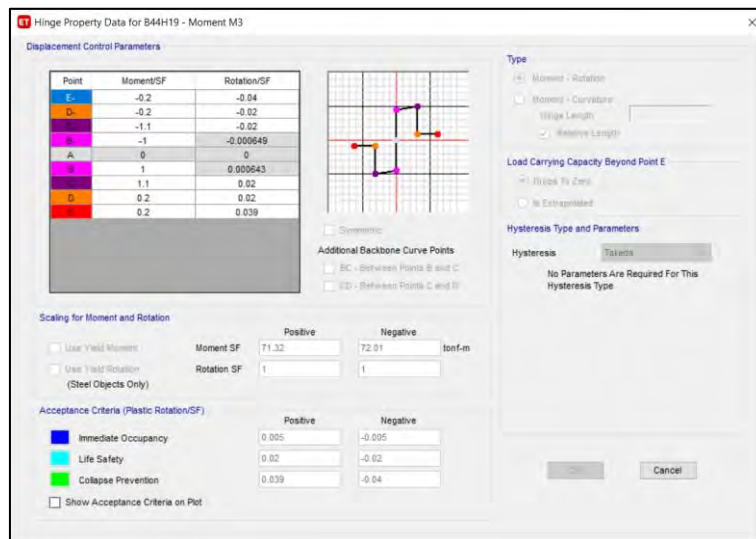 ET Hinge Property Data for B44H19 - Moment M3
Displacement Control Parameters
Point Moment/SF Rotation/SF
E- -0.2 -0.04
D- -0.2 -0.02
-1.1 -0.02
B- -1 -0.000649
A 0 0
B 1 0.000643
1.1 0.02
D 0.2 0.02
0.2 0.039
Symmetric
Additional Backbone Curve Points
BC - Between Points B and C
CD - Between Points C and D
Type
Moment - Rotation
Moment - Curvature
Hinge Length
Relative Length
Load Carrying Capacity Beyond Point E
Drops To Zero
Is Extrapolated
Hysteresis Type and Parameters
Hysteresis Takeda
No Parameters Are Required For This
Hysteresis Type
Scaling for Moment and Rotation
Positive Negative
Use Yield Moment Moment SF 71.32 72.01 tonf-m
Use Yield Rotation Rotation SF 1 1
(Steel Objects Only)
Acceptance Criteria (Plastic Rotation/SF)
Positive Negative
Immediate Occupancy 0.005 -0.005
Life Safety 0.02 -0.02
Collapse Prevention 0.039 -0.04
Show Acceptance Criteria on Plot
OK Cancel